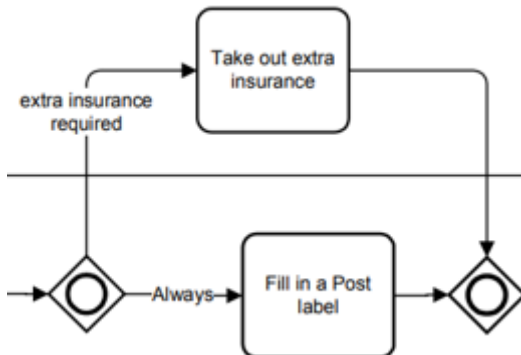 Take out extra
insurance
extra insurance
required
Always
Fill in a Post
label